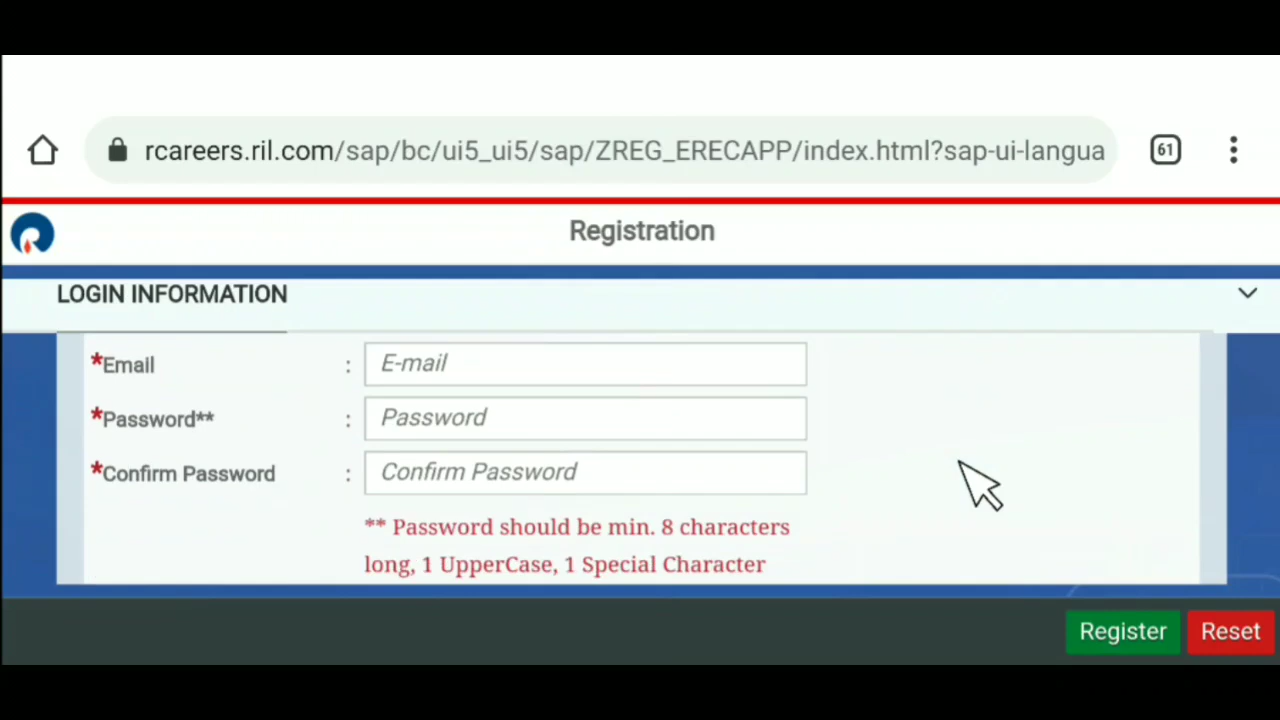 rcareers.ril.com/sap/bc/ui5_ui5/sap/ZREG_ERECAPP/index.html?sap-ui-langua
61
Registration
LOGIN INFORMATION
*Email : E-mail
*Password** : Password
*Confirm Password : Confirm Password
** Password should be min. 8 characters
long, 1 UpperCase, 1 Special Character
Register Reset